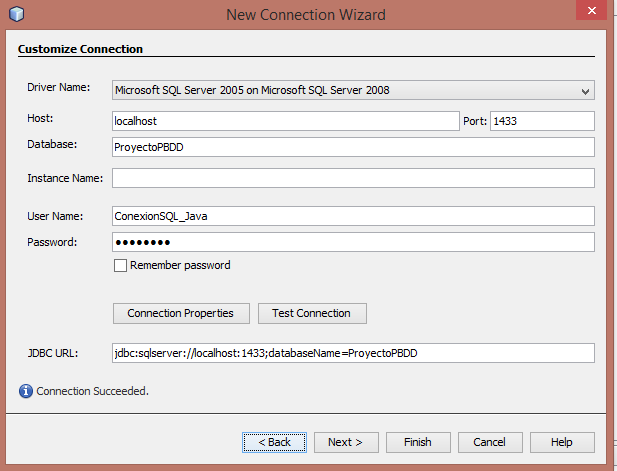 New Connection Wizard
Customize Connection
Driver Name: Microsoft SQL Server 2005 on Microsoft SQL Server 2008
Host: localhost Port: 1433
Database: ProyectoPBDD
Instance Name:
User Name: ConexionSQL_Java
Password: ●●●●●●●●
Remember password
Connection Properties Test Connection
JDBC URL: jdbc:sqlserver://localhost:1433;databaseName=ProyectoPBDD
Connection Succeeded.
< Back Next > Finish Cancel Help